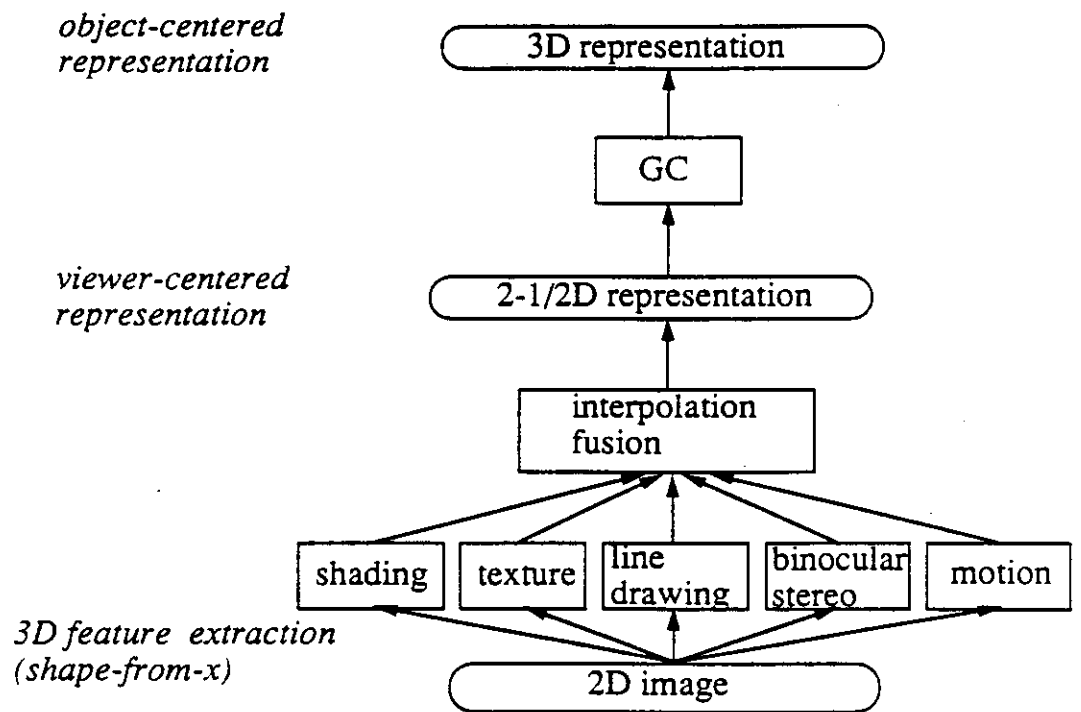 object-centered
representation
3D representation
GC
viewer-centered
representation
2-1/2D representation
interpolation
fusion
shading
texture
line
drawing
binocular
stereo
motion
3D feature extraction
(shape-from-x)
2D image